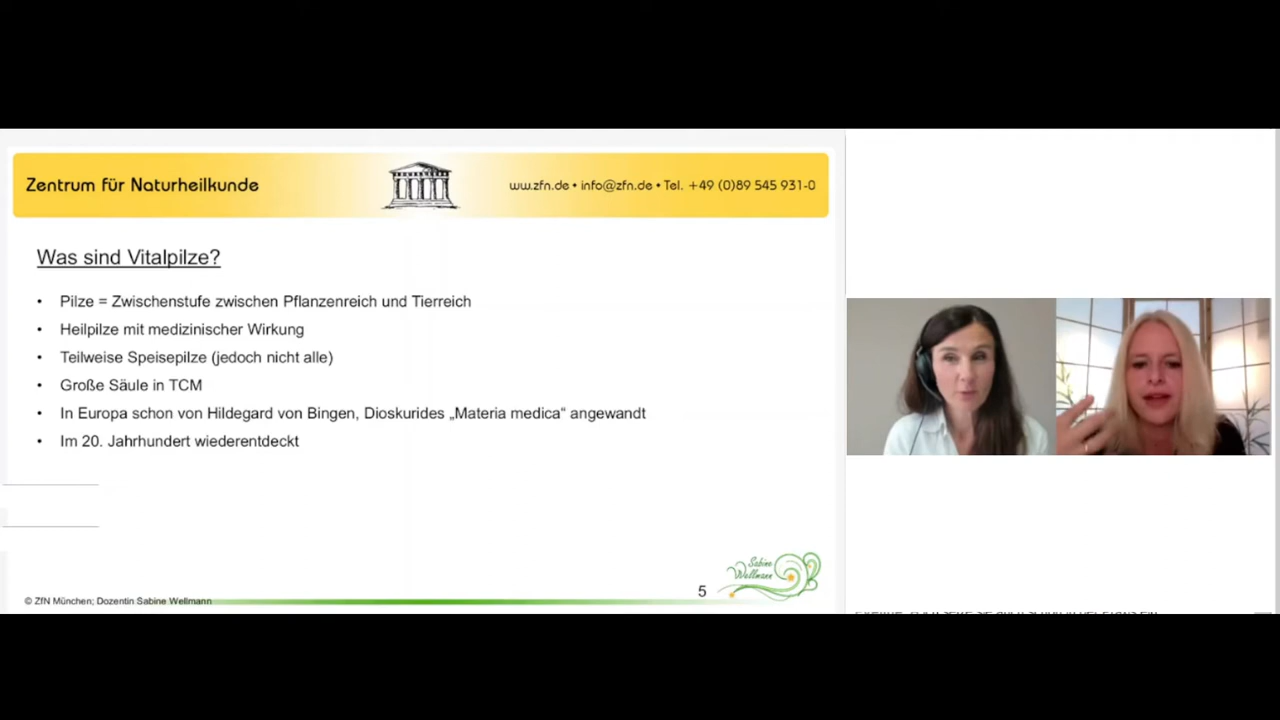 Zentrum für Naturheilkunde
ww.zfn.de • info@zfn.de • Tel. +49 (0)89 545 931-0
Was sind Vitalpilze?
• Pilze = Zwischenstufe zwischen Pflanzenreich und Tierreich
• Heilpilze mit medizinischer Wirkung
• Teilweise Speisepilze (jedoch nicht alle)
• Große Säule in TCM
• In Europa schon von Hildegard von Bingen, Dioskurides „Materia medica“ angewandt
• Im 20. Jahrhundert wiederentdeckt
Sabine
Wellmann
5
© ZfN München; Dozentin Sabine Wellmann